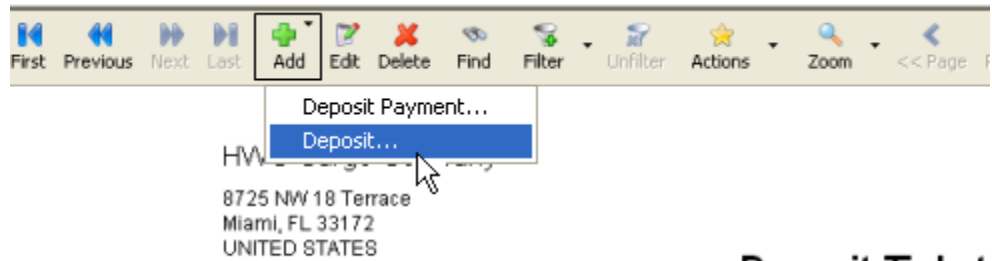 First Previous Next Last Add Edit Delete Find Filter Unfilter Actions Zoom << Page
Deposit Payment...
Deposit...
8725 NW 18 Terrace
Miami, FL 33172
UNITED STATES